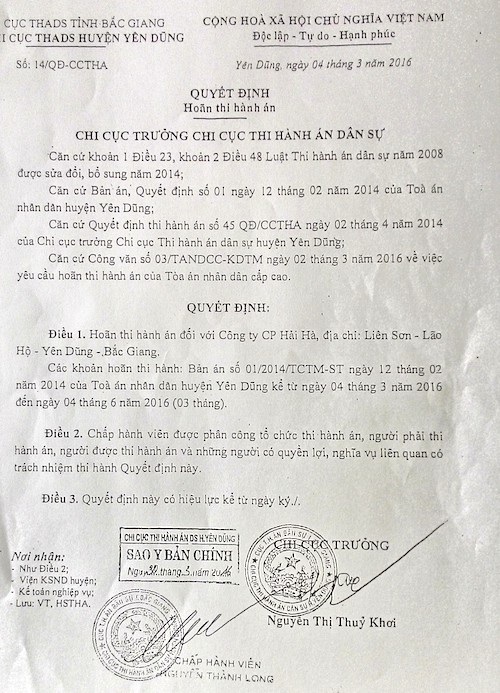 CỤC THADS TỈNH BẮC GIANG
CHI CỤC THADS HUYỆN YÊN DŨNG
Số: 14/QĐ-CCTHA
CỘNG HOÀ XÃ HỘI CHỦ NGHĨA VIỆT NAM
Độc lập - Tự do - Hạnh phúc
Yên Dũng, ngày 04 tháng 3 năm 2016
QUYẾT ĐỊNH
Hoãn thi hành án
CHI CỤC TRƯỞNG CHI CỤC THI HÀNH ÁN DÂN SỰ
Căn cứ khoản 1 Điều 23, khoản 2 Điều 48 Luật Thi hành án dân sự năm 2008
được sửa đổi, bổ sung năm 2014;
Căn cứ Bản án, Quyết định số 01 ngày 12 tháng 02 năm 2014 của Toà án
nhân dân huyện Yên Dũng;
Căn cứ Quyết định thi hành án số 45 QĐ/CCTHA ngày 02 tháng 4 năm 2014
của Chi cục trưởng Chi cục Thi hành án dân sự huyện Yên Dũng;
Căn cứ Công văn số 03/TANDCC-KDTM ngày 02 tháng 3 năm 2016 về việc
yêu cầu hoãn thi hành án của Tòa án nhân dân cấp cao.
QUYẾT ĐỊNH:
Điều 1. Hoãn thi hành án đối với Công ty CP Hải Hà, địa chỉ: Liên Sơn - Lão
Hộ - Yên Dũng - Bắc Giang.
Các khoản hoãn thi hành: Bản án số 01/2014/TCTM-ST ngày 12 tháng 02
năm 2014 của Toà án nhân dân huyện Yên Dũng kể từ ngày 04 tháng 3 năm 2016
đến ngày 04 tháng 6 năm 2016 (03 tháng).
Điều 2. Chấp hành viên được phân công tổ chức thi hành án, người phải thi
hành án, người được thi hành án và những người có quyền lợi, nghĩa vụ liên quan có
trách nhiệm thi hành Quyết định này.
Điều 3. Quyết định này có hiệu lực kể từ ngày ký./.
Nơi nhận:
- Như Điều 2;
- Viện KSND huyện;
- Kế toán nghiệp vụ;
- Lưu: VT, HSTHA.
CHI CỤC THI HÀNH ÁN DS H.YÊN DŨNG
SAO Y BẢN CHÍNH
CHI CỤC TRƯỞNG
Nguyễn Thị Thuỷ Khơi
CHẤP HÀNH VIÊN
NGUYỄN THÀNH LONG